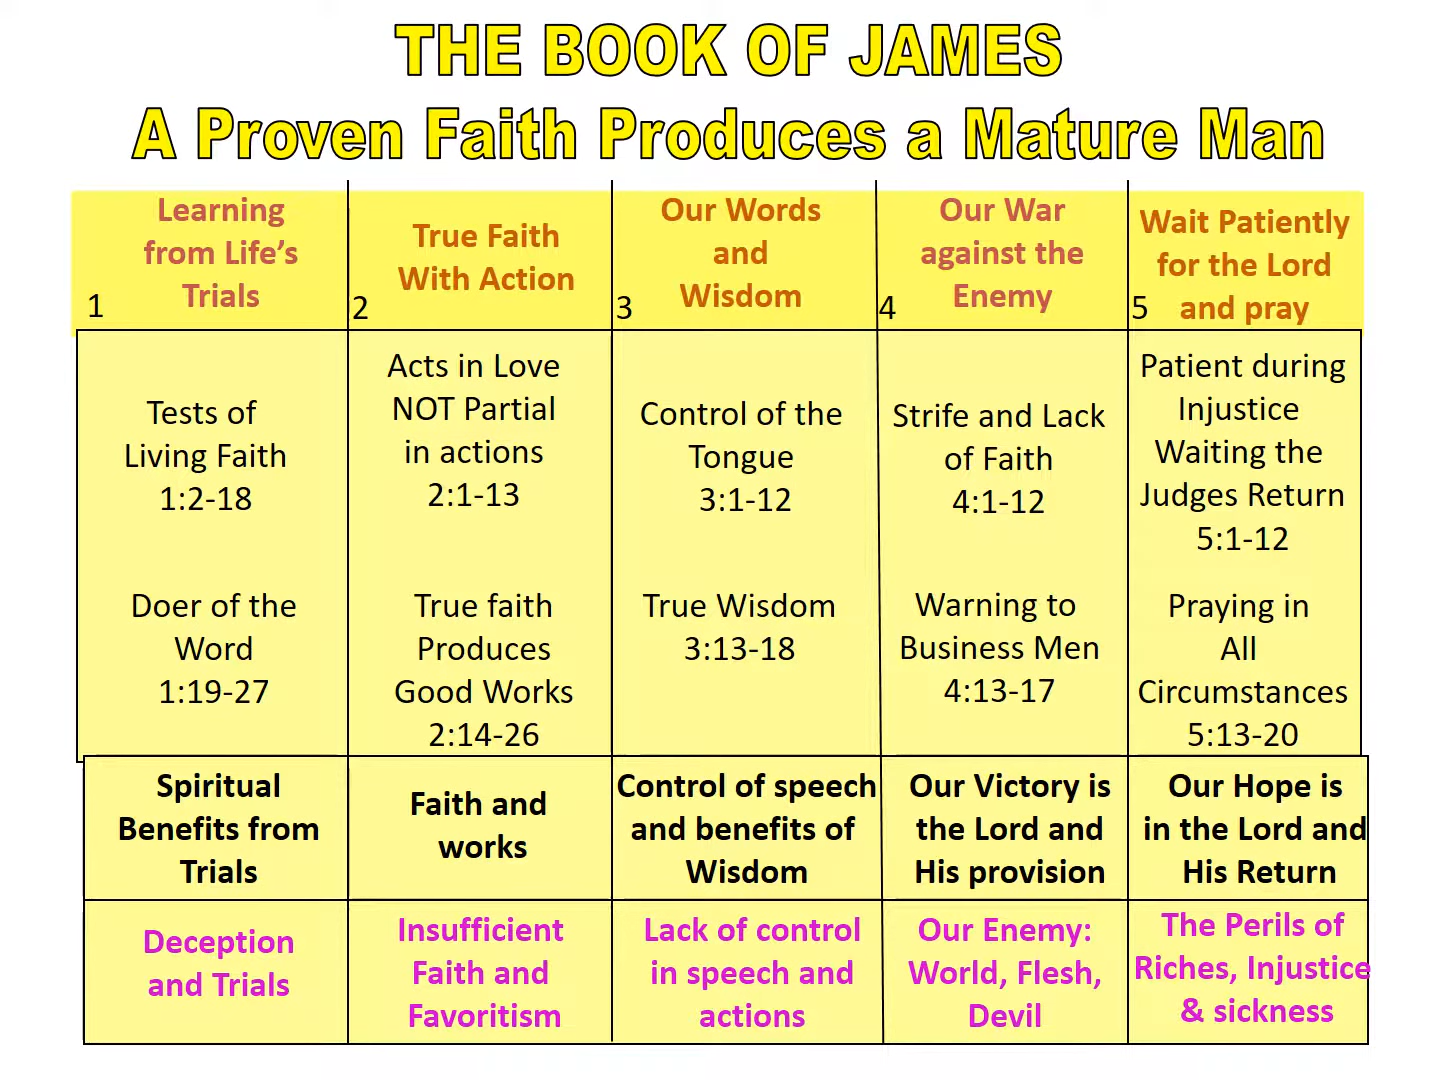 THE BOOK OF JAMES
A Proven Faith Produces a Mature Man
Learning
from Life’s
Trials
1
True Faith
With Action
2
Our Words
and
Wisdom
3
Our War
against the
Enemy
4
Wait Patiently
for the Lord
and pray
5
Tests of
Living Faith
1:2-18
Doer of the
Word
1:19-27
Acts in Love
NOT Partial
in actions
2:1-13
True faith
Produces
Good Works
2:14-26
Control of the
Tongue
3:1-12
True Wisdom
3:13-18
Strife and Lack
of Faith
4:1-12
Warning to
Business Men
4:13-17
Patient during
Injustice
Waiting the
Judges Return
5:1-12
Praying in
All
Circumstances
5:13-20
Spiritual
Benefits from
Trials
Faith and
works
Control of speech
and benefits of
Wisdom
Our Victory is
the Lord and
His provision
Our Hope is
in the Lord and
His Return
Deception
and Trials
Insufficient
Faith and
Favoritism
Lack of control
in speech and
actions
Our Enemy:
World, Flesh,
Devil
The Perils of
Riches, Injustice
& sickness